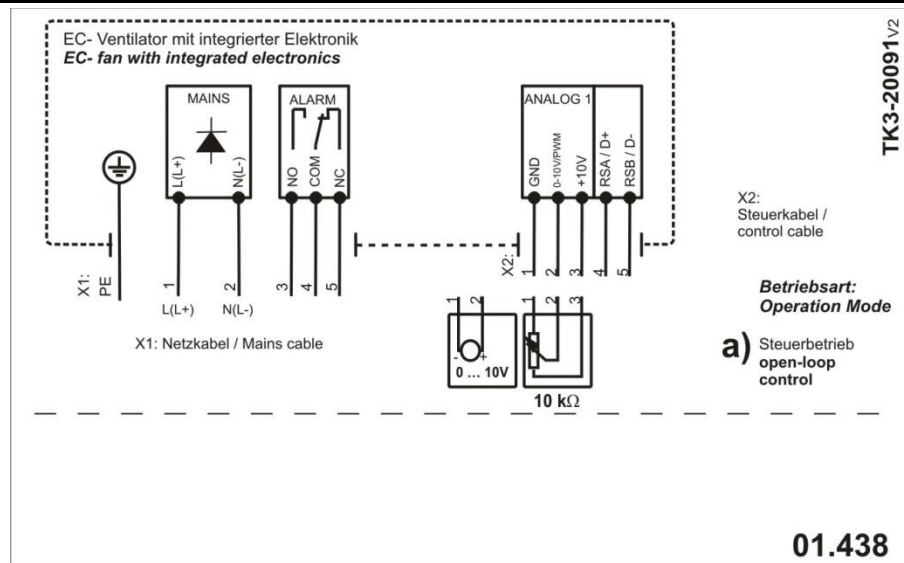 EC- Ventilator mit integrierter Elektronik
EC- fan with integrated electronics
TK3-20091 V2
MAINS
L(L+)
N(L-)
ALARM
NO
COM
NC
ANALOG 1
GND
0-10V/PWM
+10V
RSA / D+
RSB / D-
X1:
PE
1
2
3
4
5
L(L+)
N(L-)
X1: Netzkabel / Mains cable
X2:
1
2
3
4
5
X2:
Steuerkabel /
control cable
1
2
- +
0 ... 10V
1
2
3
10 kΩ
Betriebsart:
Operation Mode
a) Steuerbetrieb
open-loop
control
01.438